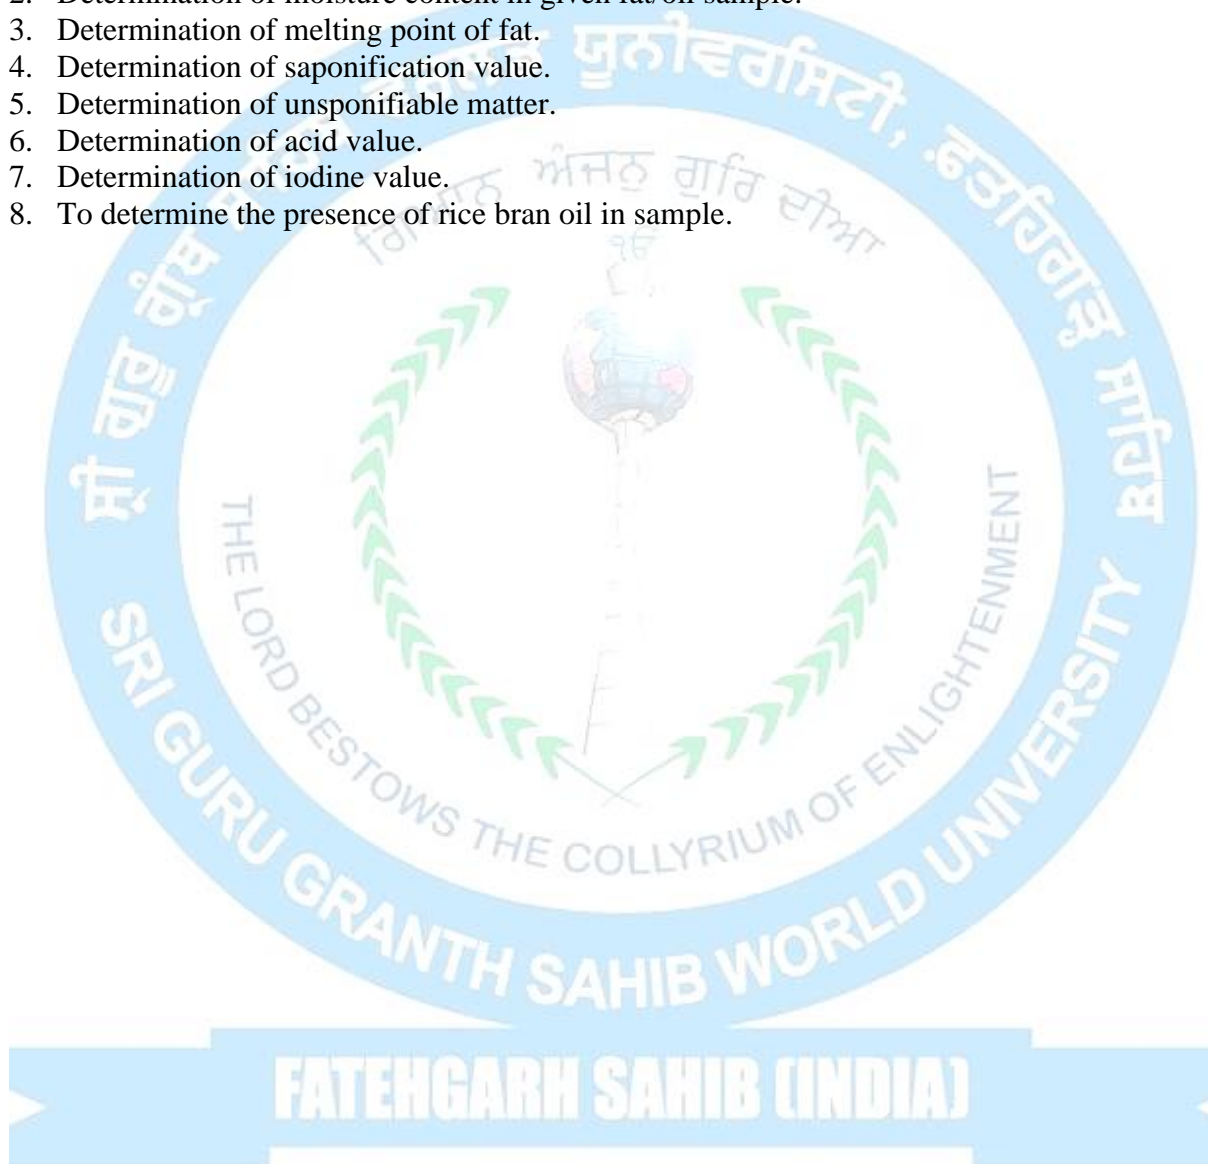 2. Determination of moisture content in given fat/oil sample.
3. Determination of melting point of fat.
4. Determination of saponification value.
5. Determination of unsponifiable matter.
6. Determination of acid value.
7. Determination of iodine value.
8. To determine the presence of rice bran oil in sample.
ਸ੍ਰੀ ਗੁਰੂ ਗ੍ਰੰਥ ਸਾਹਿਬ ਵਰਲਡ ਯੂਨੀਵਰਸਿਟੀ, ਫ਼ਤਹਿਗੜ੍ਹ ਸਾਹਿਬ
ਗਿਆਨ ਅੰਜਨੁ ਗੁਰਿ ਦੀਆ
THE LORD BESTOWS THE COLLYRIUM OF ENLIGHTENMENT
SRI GURU GRANTH SAHIB WORLD UNIVERSITY
FATEHGARH SAHIB (INDIA)